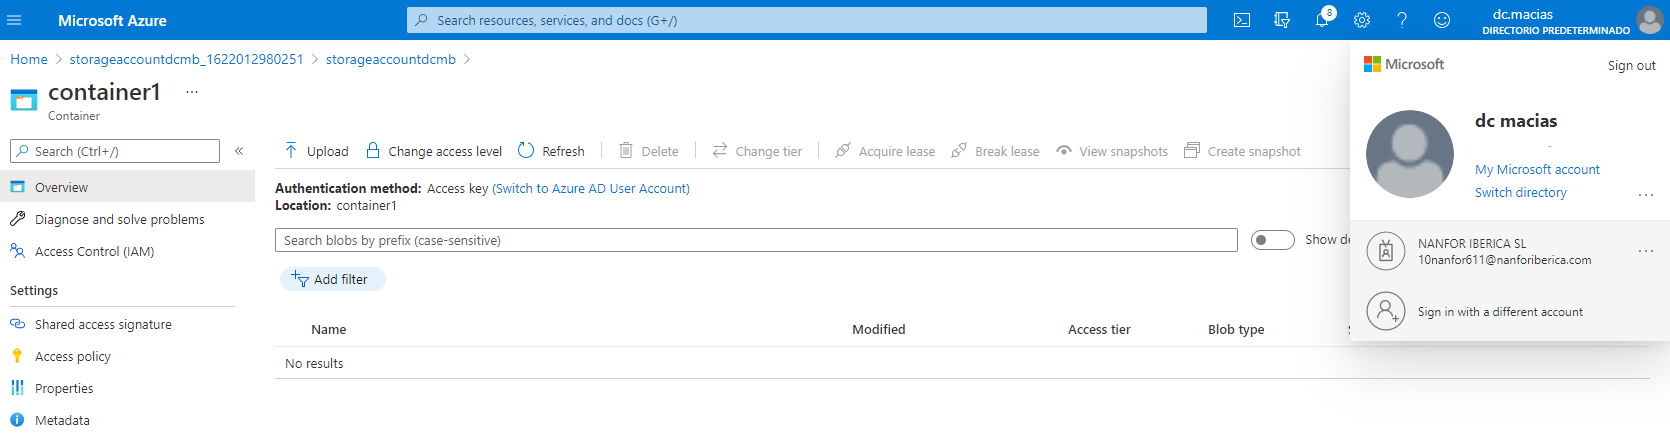 Microsoft Azure
Search resources, services, and docs (G+/)
8
dc.macias
DIRECTORIO PREDETERMINADO
Home > storageaccountdcmb_1622012980251 > storageaccountdcmb >
container1 ...
Container
Search (Ctrl+/)
«
Overview
Diagnose and solve problems
Access Control (IAM)
Settings
Shared access signature
Access policy
Properties
Metadata
Upload Change access level Refresh Delete Change tier Acquire lease Break lease View snapshots Create snapshot
Authentication method: Access key (Switch to Azure AD User Account)
Location: container1
Search blobs by prefix (case-sensitive)
Show de
Add filter
Name Modified Access tier Blob type S
No results
Microsoft
Sign out
dc macias
My Microsoft account
Switch directory
...
NANFOR IBERICA SL
10nanfor611@nanforiberica.com
...
Sign in with a different account